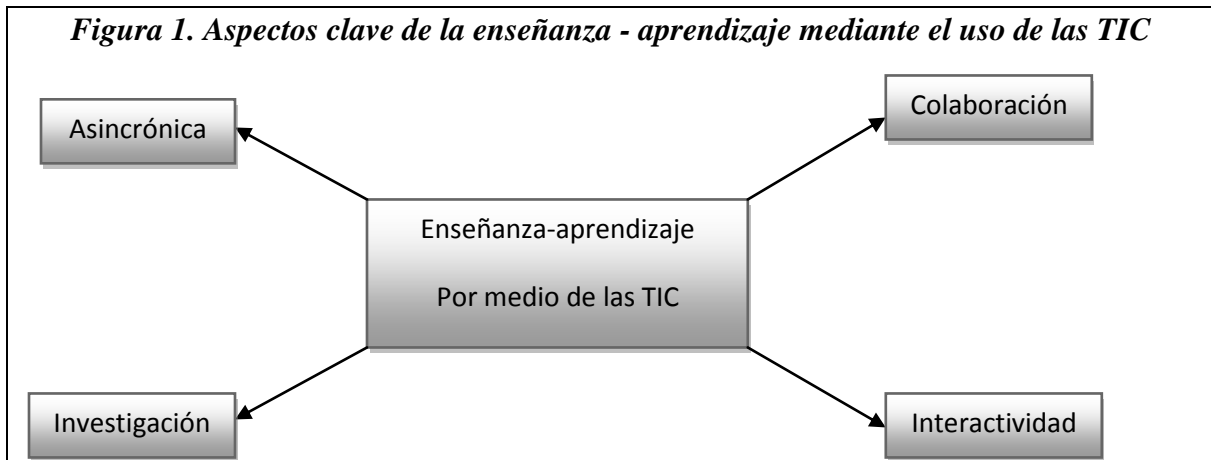 Figura 1. Aspectos clave de la enseñanza - aprendizaje mediante el uso de las TIC
Asincrónica
Colaboración
Enseñanza-aprendizaje
Por medio de las TIC
Investigación
Interactividad